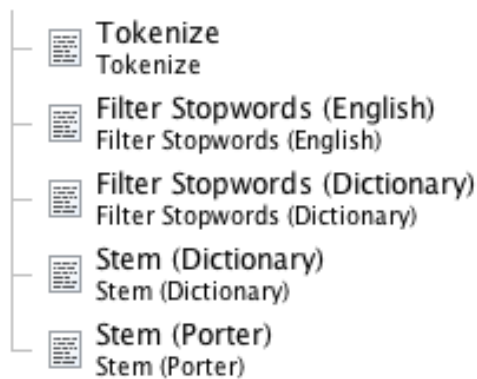 Tokenize
Tokenize
Filter Stopwords (English)
Filter Stopwords (English)
Filter Stopwords (Dictionary)
Filter Stopwords (Dictionary)
Stem (Dictionary)
Stem (Dictionary)
Stem (Porter)
Stem (Porter)